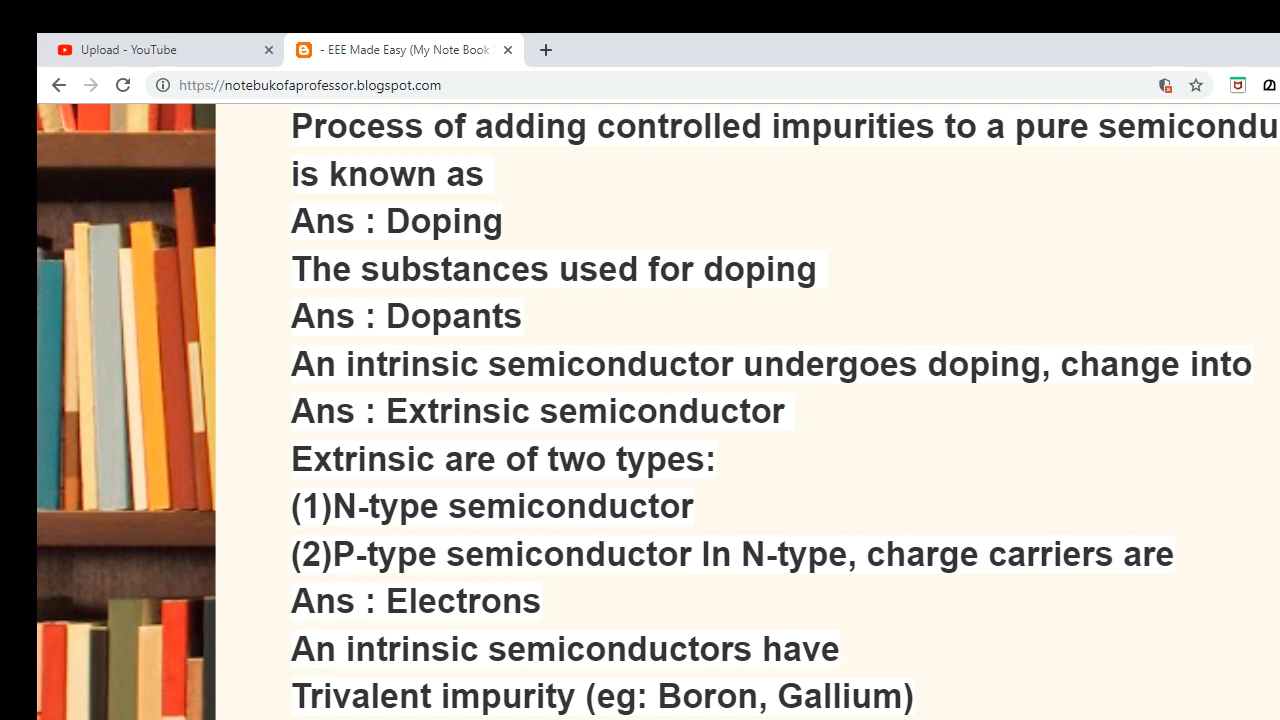 Upload - YouTube
- EEE Made Easy (My Note Book
https://notebukofaprofessor.blogspot.com
Process of adding controlled impurities to a pure semicondu
is known as
Ans : Doping
The substances used for doping
Ans : Dopants
An intrinsic semiconductor undergoes doping, change into
Ans : Extrinsic semiconductor
Extrinsic are of two types:
(1)N-type semiconductor
(2)P-type semiconductor In N-type, charge carriers are
Ans : Electrons
An intrinsic semiconductors have
Trivalent impurity (eg: Boron, Gallium)